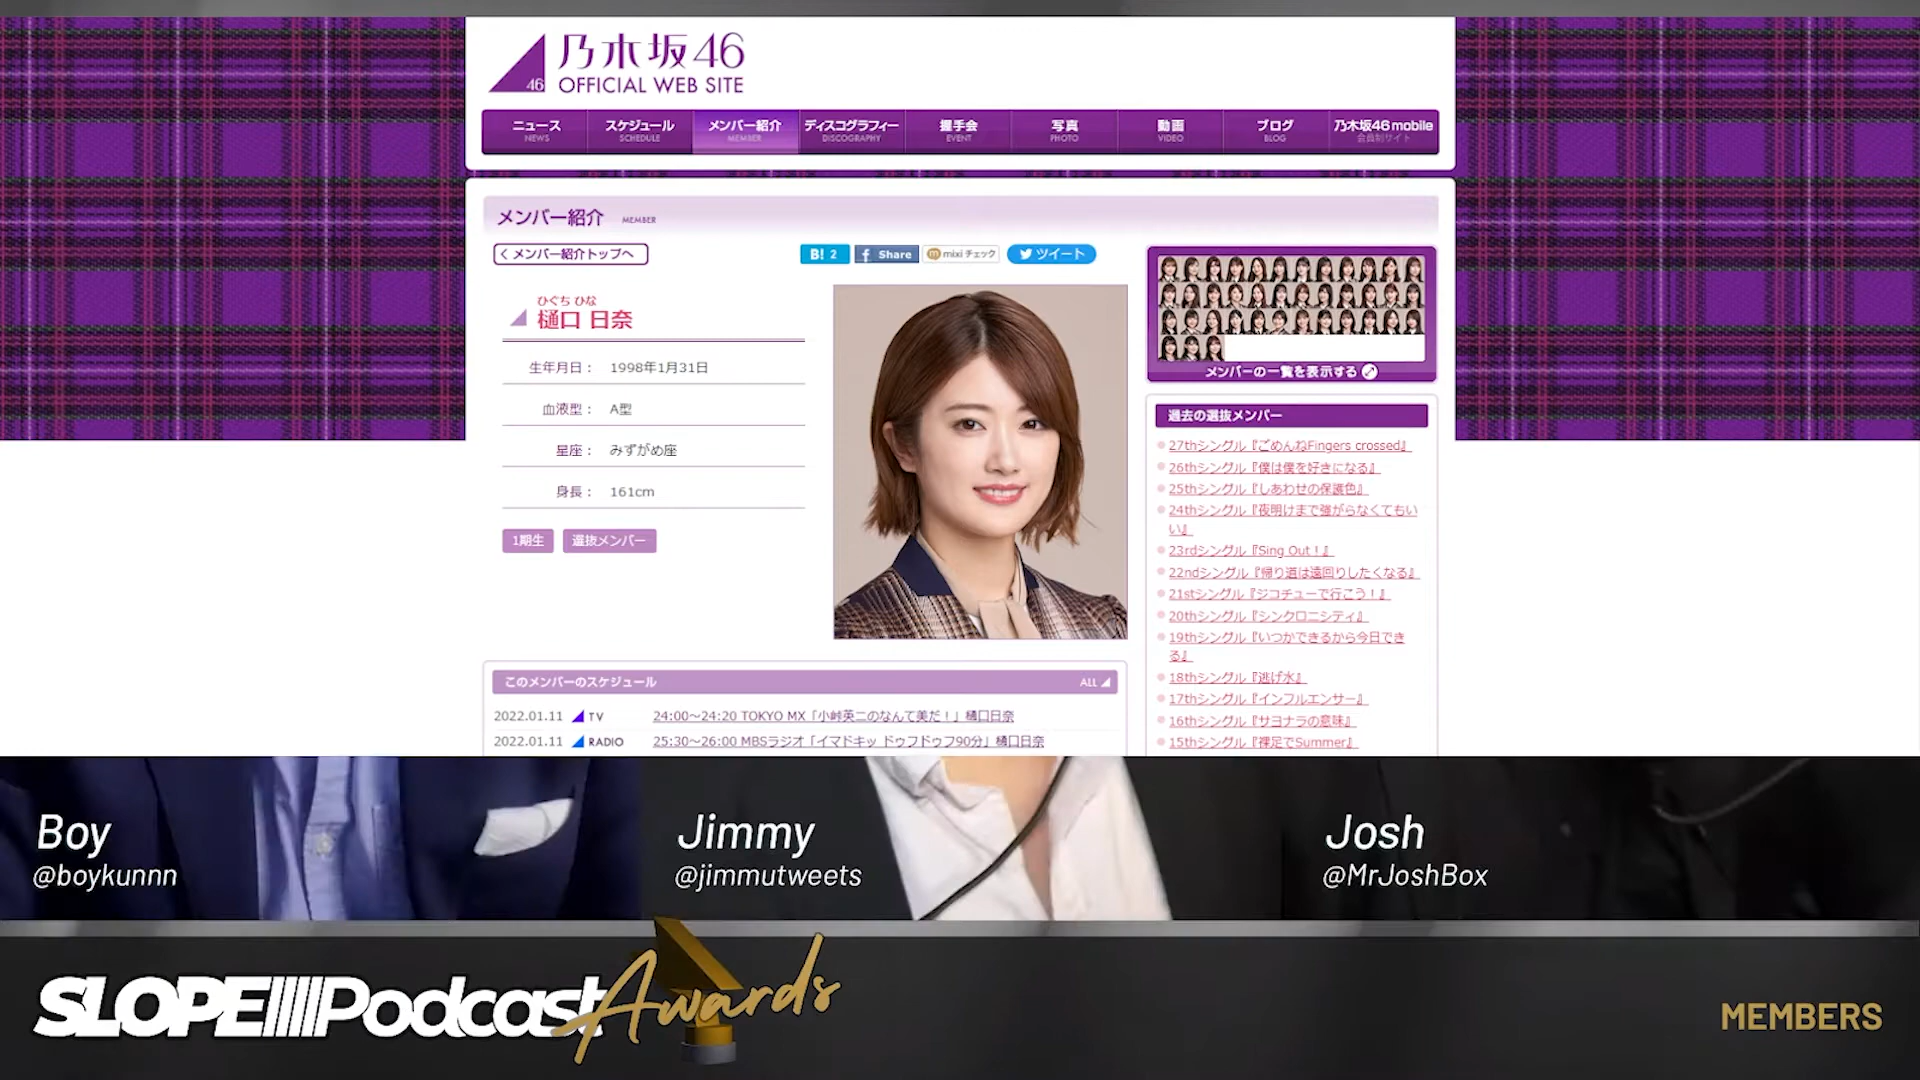 46
乃木坂46
OFFICIAL WEB SITE
ニュース
NEWS
スケジュール
SCHEDULE
メンバー紹介
MEMBER
ディスコグラフィー
DISCOGRAPHY
握手会
EVENT
写真
PHOTO
動画
VIDEO
ブログ
BLOG
乃木坂46 mobile
会員制サイト
メンバー紹介 MEMBER
メンバー紹介トップへ
B! 2
f Share
mixi チェック
ツイート
ひぐち ひな
樋口 日奈
生年月日： 1998年1月31日
血液型： A型
星座： みずがめ座
身長： 161cm
1期生 選抜メンバー
メンバーの一覧を表示する
過去の選抜メンバー
27thシングル『ごめんねFingers crossed』
26thシングル『僕は僕を好きになる』
25thシングル『しあわせの保護色』
24thシングル『夜明けまで強がらなくてもい
い』
23rdシングル『Sing Out！』
22ndシングル『帰り道は遠回りしたくなる』
21stシングル『ジコチューで行こう！』
20thシングル『シンクロニシティ』
19thシングル『いつかできるから今日でき
る』
18thシングル『逃げ水』
17thシングル『インフルエンサー』
16thシングル『サヨナラの意味』
15thシングル『裸足でSummer』
このメンバーのスケジュール ALL
2022.01.11 TV 24:00～24:20 TOKYO MX「小峠英二のなんて美だ！」樋口日奈
2022.01.11 RADIO 25:30～26:00 MBSラジオ「イマドキッ ドゥフドゥフ90分」樋口日奈
Boy
@boykunnn
Jimmy
@jimmutweets
Josh
@MrJoshBox
SLOPE Podcast Awards
MEMBERS